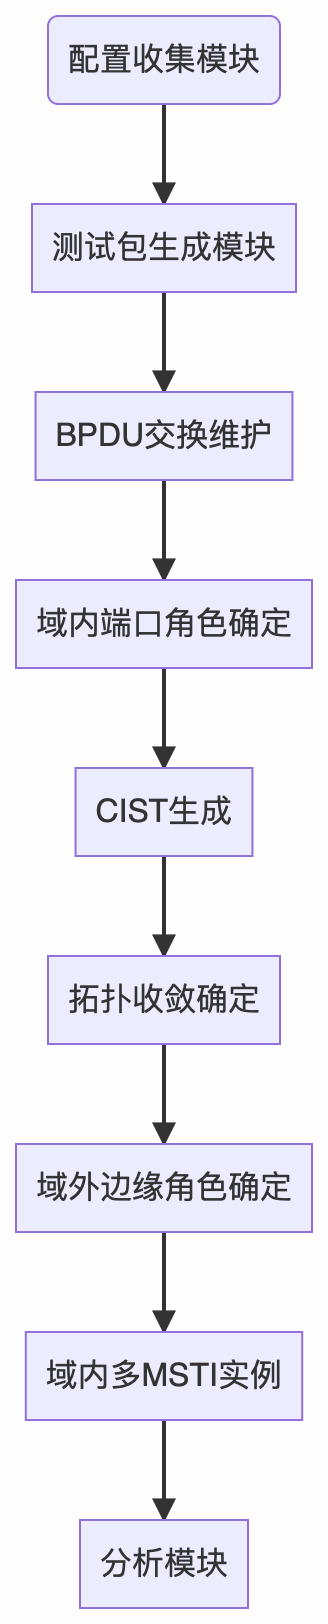 配置收集模块
测试包生成模块
BPDU交换维护
域内端口角色确定
CIST生成
拓扑收敛确定
域外边缘角色确定
域内多MSTI实例
分析模块